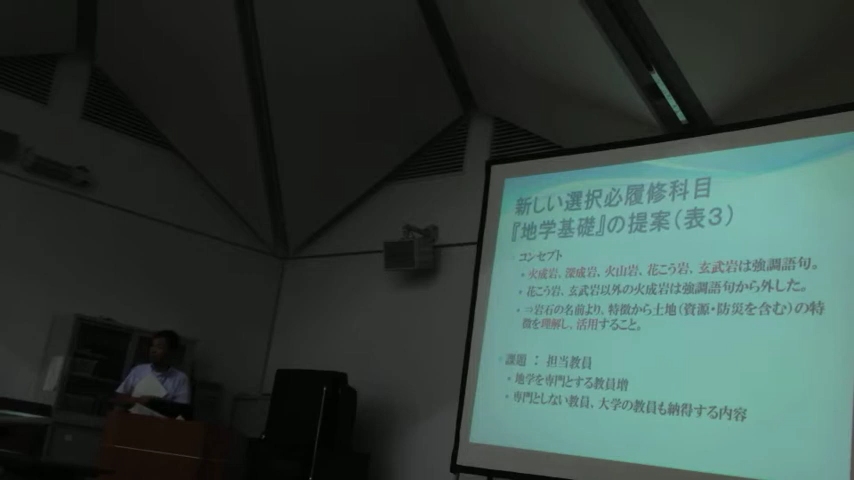 新しい選択必履修科目
『地学基礎』の提案(表3)
コンセプト
・火成岩、深成岩、火山岩、花こう岩、玄武岩は強調語句。
・花こう岩、玄武岩以外の火成岩は強調語句から外した。
・⇒岩石の名前より、特徴から土地(資源・防災を含む)の特
徴を理解し、活用すること。
課題 : 担当教員
・地学を専門とする教員増
・専門としない教員、大学の教員も納得する内容